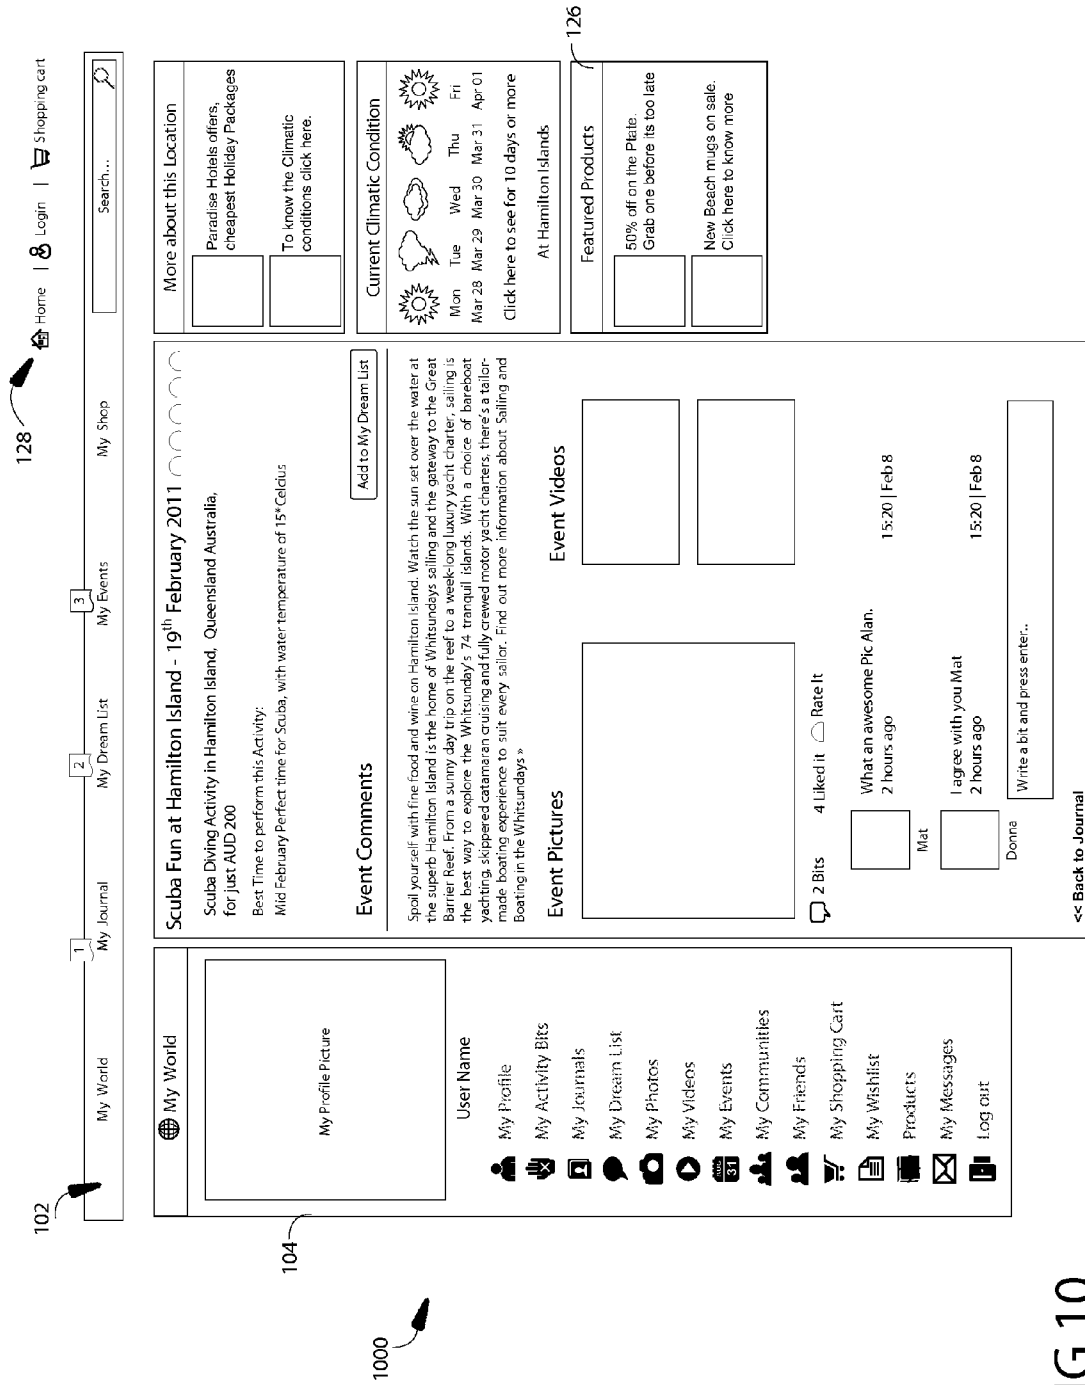 128
Home | Login | Shopping cart
102
1 2 3
My World My Journal My Dream List My Events My Shop Search...
1000
104
My World
My Profile Picture
User Name
My Profile
My Activity Bits
My Journals
My Dream List
My Photos
My Videos
AUG
31
My Events
My Communities
My Friends
My Shopping Cart
My Wishlist
Products
My Messages
Log out
Scuba Fun at Hamilton Island - 19th February 2011
Scuba Diving Activity in Hamilton Island, Queensland Australia,
for just AUD 200
Best Time to perform this Activity:
Mid February Perfect time for Scuba, with water temperature of 15*Celcius
Event Comments
Add to My Dream List
Spoil yourself with fine food and wine on Hamilton Island. Watch the sun set over the water at
the superb Hamilton Island is the home of Whitsundays sailing and the gateway to the Great
Barrier Reef. From a sunny day trip on the reef to a week-long luxury yacht charter, sailing is
the best way to explore the Whitsunday's 74 tranquil islands. With a choice of bareboat
yachting, skippered catamaran cruising and fully crewed motor yacht charters, there's a tailor-
made boating experience to suit every sailor. Find out more information about Sailing and
Boating in the Whitsundays »
Event Pictures
Event Videos
2 Bits 4 Liked it Rate It
What an awesome Pic Alan.
2 hours ago
15:20 | Feb 8
Mat
I agree with you Mat
2 hours ago
15:20 | Feb 8
Donna
Write a bit and press enter..
<< Back to Journal
More about this Location
Paradise Hotels offers,
cheapest Holiday Packages
To know the Climatic
conditions click here.
Current Climatic Condition
Mon Tue Wed Thu Fri
Mar 28 Mar 29 Mar 30 Mar 31 Apr 01
Click here to see for 10 days or more
At Hamilton Islands
126
Featured Products
50% off on the Plate.
Grab one before its too late
New Beach mugs on sale.
Click here to know more
G 10